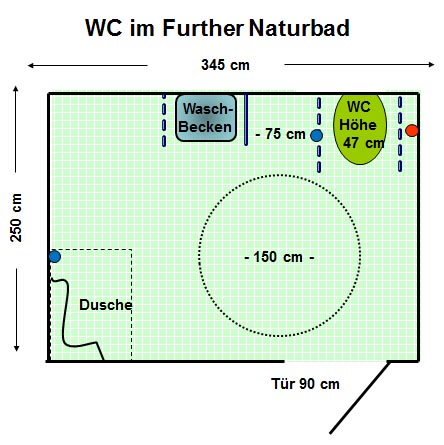 WC im Further Naturbad
345 cm
250 cm
Wasch-
Becken
- 75 cm -
WC
Höhe
47 cm
- 150 cm -
Dusche
Tür 90 cm